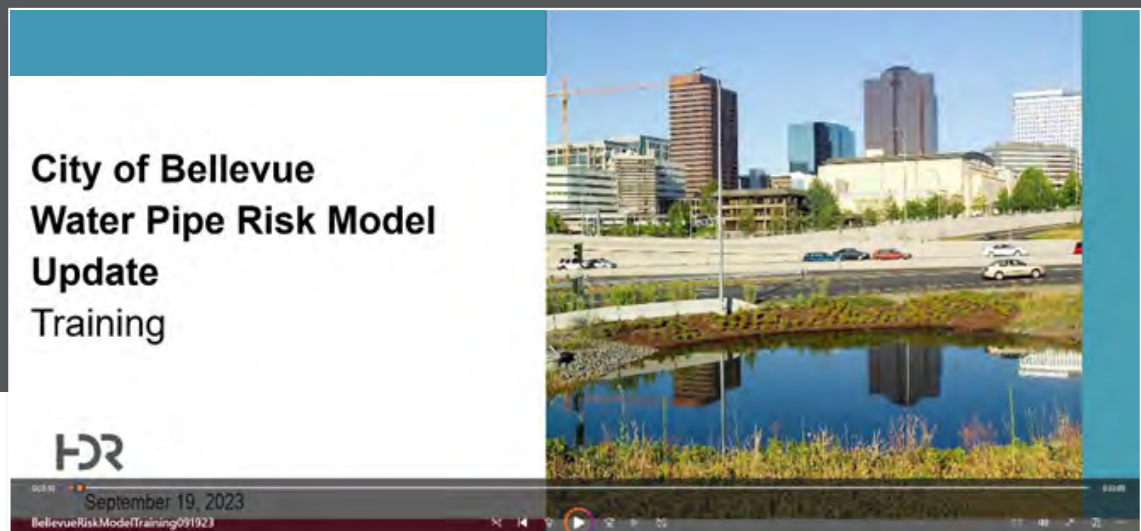 City of Bellevue
Water Pipe Risk Model
Update
Training
HDR
September 19, 2023
BellevueRiskModelTraining091923